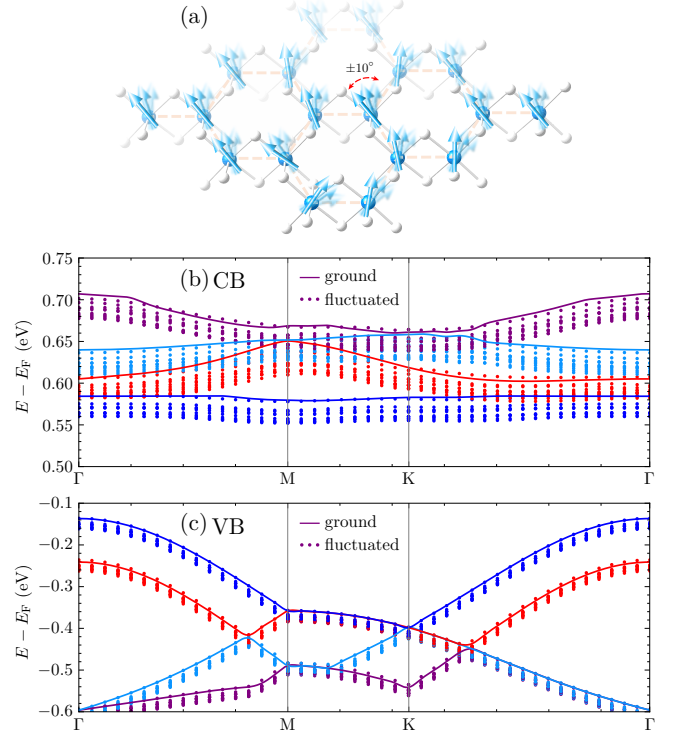 (a)
±10°
(b) CB
ground
fluctuated
E − E_F (eV)
0.75
0.70
0.65
0.60
0.55
0.50
Γ M K Γ
(c) VB
ground
fluctuated
E − E_F (eV)
−0.1
−0.2
−0.3
−0.4
−0.5
−0.6
Γ M K Γ